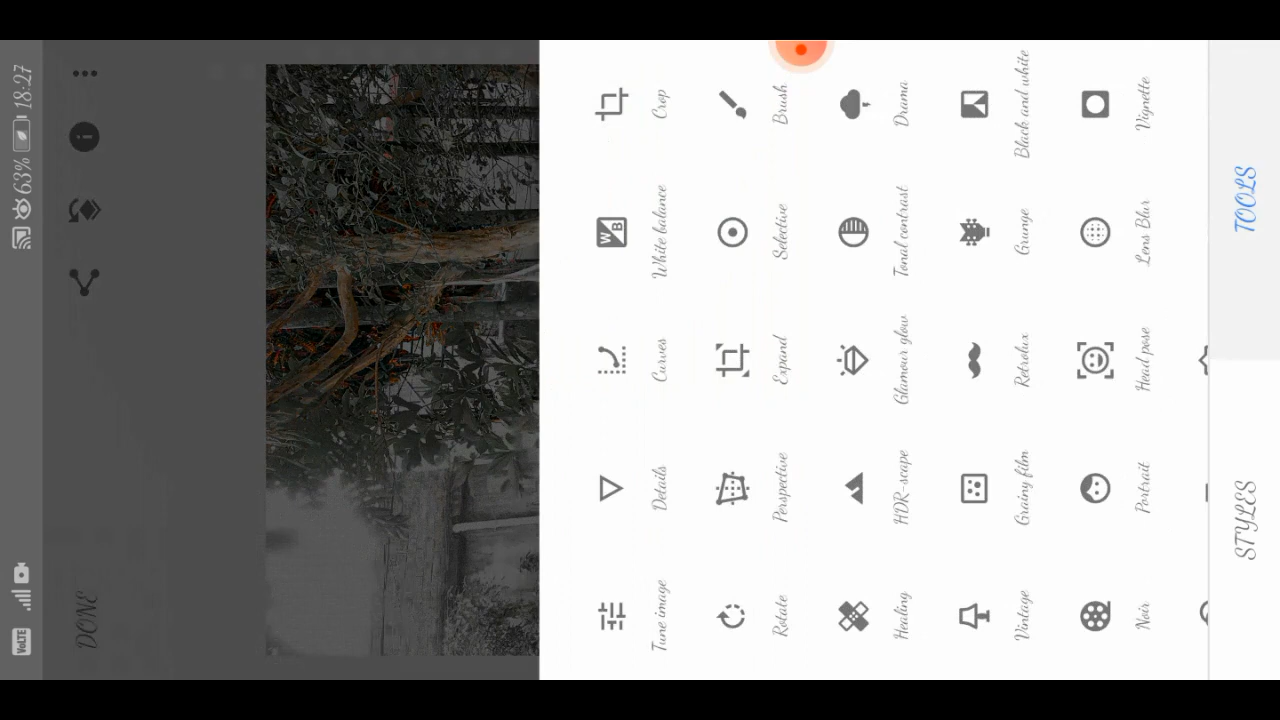 VoLTE 63% 18:27
DONE
WB
Tune image Details Curves White balance Crop
Rotate Perspective Expand Selective Brush
Healing HDR-scape Glamour glow Tonal contrast Drama
Vintage Grainy film Retrolux Grunge Black and white
Noir Portrait Head pose Lens Blur Vignette
STYLES TOOLS